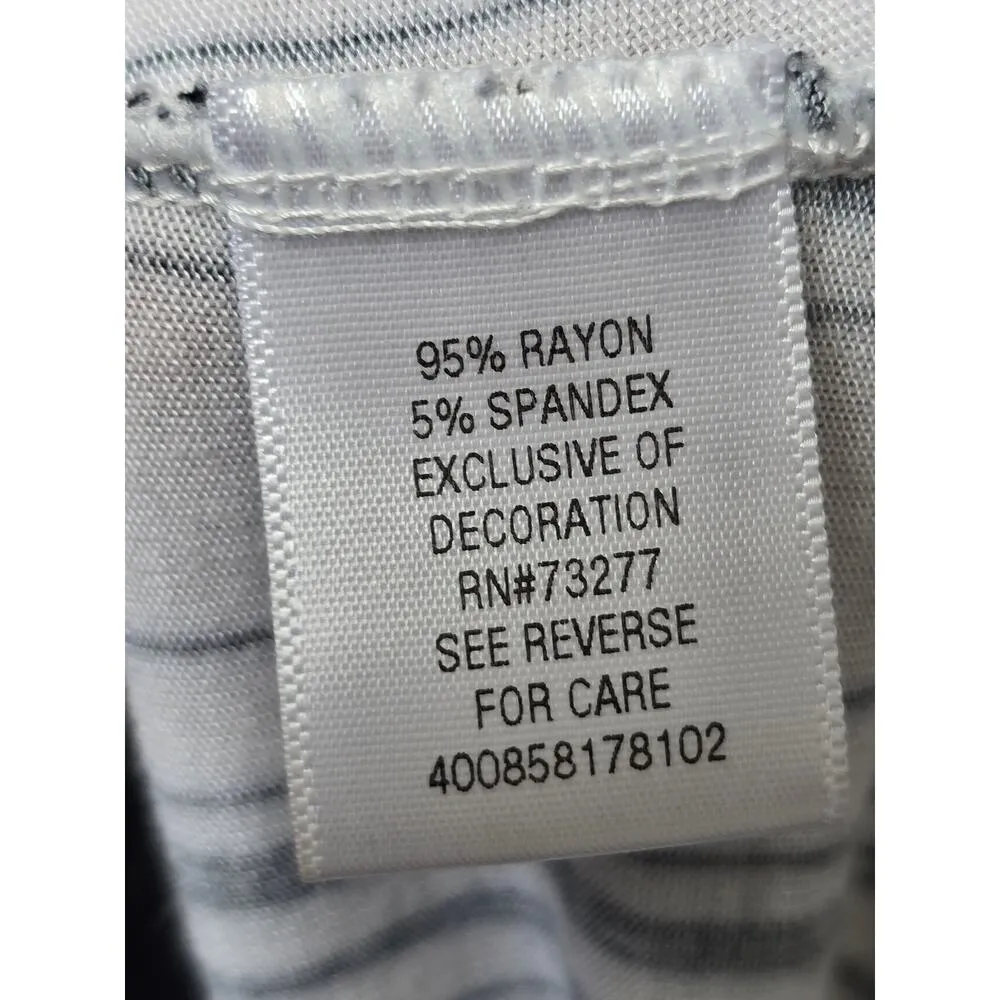 95% RAYON
5% SPANDEX
EXCLUSIVE OF
DECORATION
RN#73277
SEE REVERSE
FOR CARE
400858178102